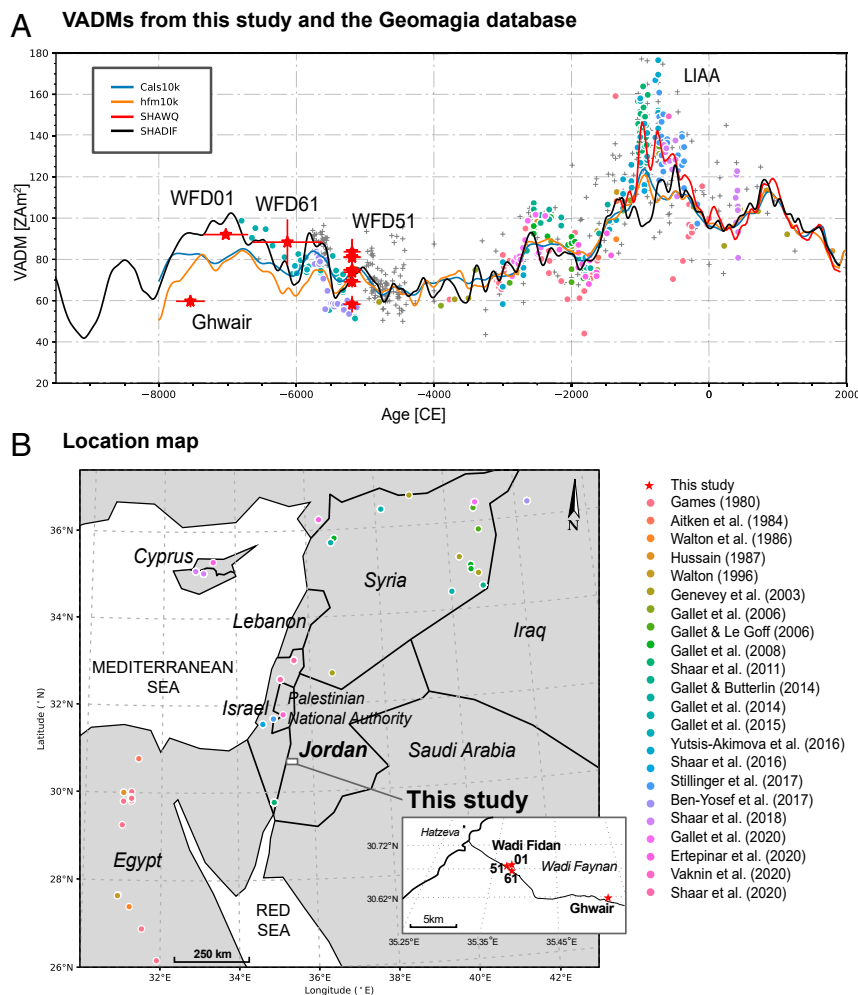 A VADMs from this study and the Geomagia database
180
160
140
120
100
80
60
40
20
VADM [ZAm²]
Cals10k
hfm10k
SHAWQ
SHADIF
LIAA
WFD01
WFD61
WFD51
Ghwair
−8000 −6000 −4000 −2000 0 2000
Age [CE]
B Location map
36°N
34°N
32°N
30°N
28°N
26°N
Latitude (°N)
N
Cyprus
Syria
Lebanon
Iraq
MEDITERRANEAN
SEA
Israel
Palestinian
National Authority
Jordan
Saudi Arabia
This study
Egypt
RED
SEA
250 km
32°E 34°E 36°E 38°E 40°E 42°E
Longitude (°E)
Hatzeva
30.72°N
Wadi Fidan
01
51
61
Wadi Faynan
30.62°N
Ghwair
5km
35.25°E 35.35°E 35.45°E
This study
Games (1980)
Aitken et al. (1984)
Walton et al. (1986)
Hussain (1987)
Walton (1996)
Genevey et al. (2003)
Gallet et al. (2006)
Gallet & Le Goff (2006)
Gallet et al. (2008)
Shaar et al. (2011)
Gallet & Butterlin (2014)
Gallet et al. (2014)
Gallet et al. (2015)
Yutsis-Akimova et al. (2016)
Shaar et al. (2016)
Stillinger et al. (2017)
Ben-Yosef et al. (2017)
Shaar et al. (2018)
Gallet et al. (2020)
Ertepinar et al. (2020)
Vaknin et al. (2020)
Shaar et al. (2020)